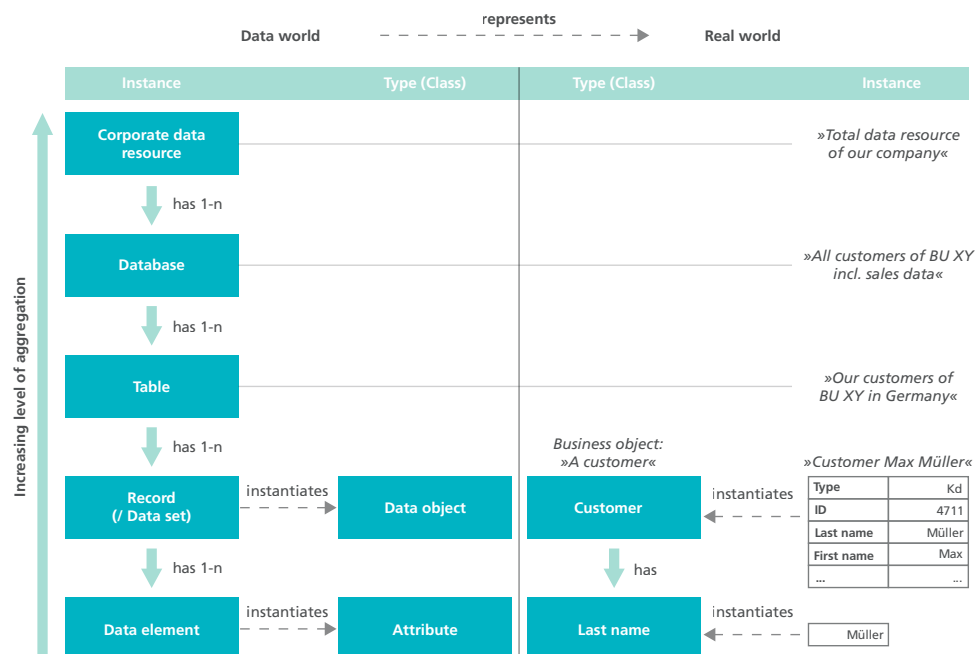 represents
Data world
Real world
Instance
Type (Class)
Type (Class)
Instance
Corporate data
resource
»Total data resource
of our company«
has 1-n
Database
»All customers of BU XY
incl. sales data«
has 1-n
Table
»Our customers of
BU XY in Germany«
has 1-n
Business object:
»A customer«
»Customer Max Müller«
Record
(/ Data set)
instantiates
Data object
Customer
instantiates
Type Kd
ID 4711
Last name Müller
First name Max
... ...
has 1-n
has
Data element
instantiates
Attribute
Last name
instantiates
Müller
Increasing level of aggregation